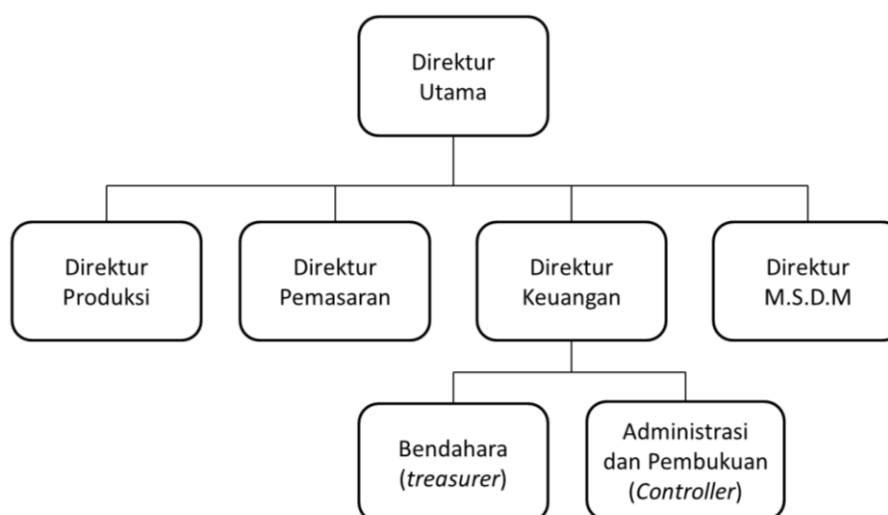 Direktur
Utama
Direktur
Produksi
Direktur
Pemasaran
Direktur
Keuangan
Direktur
M.S.D.M
Bendahara
(treasurer)
Administrasi
dan Pembukuan
(Controller)